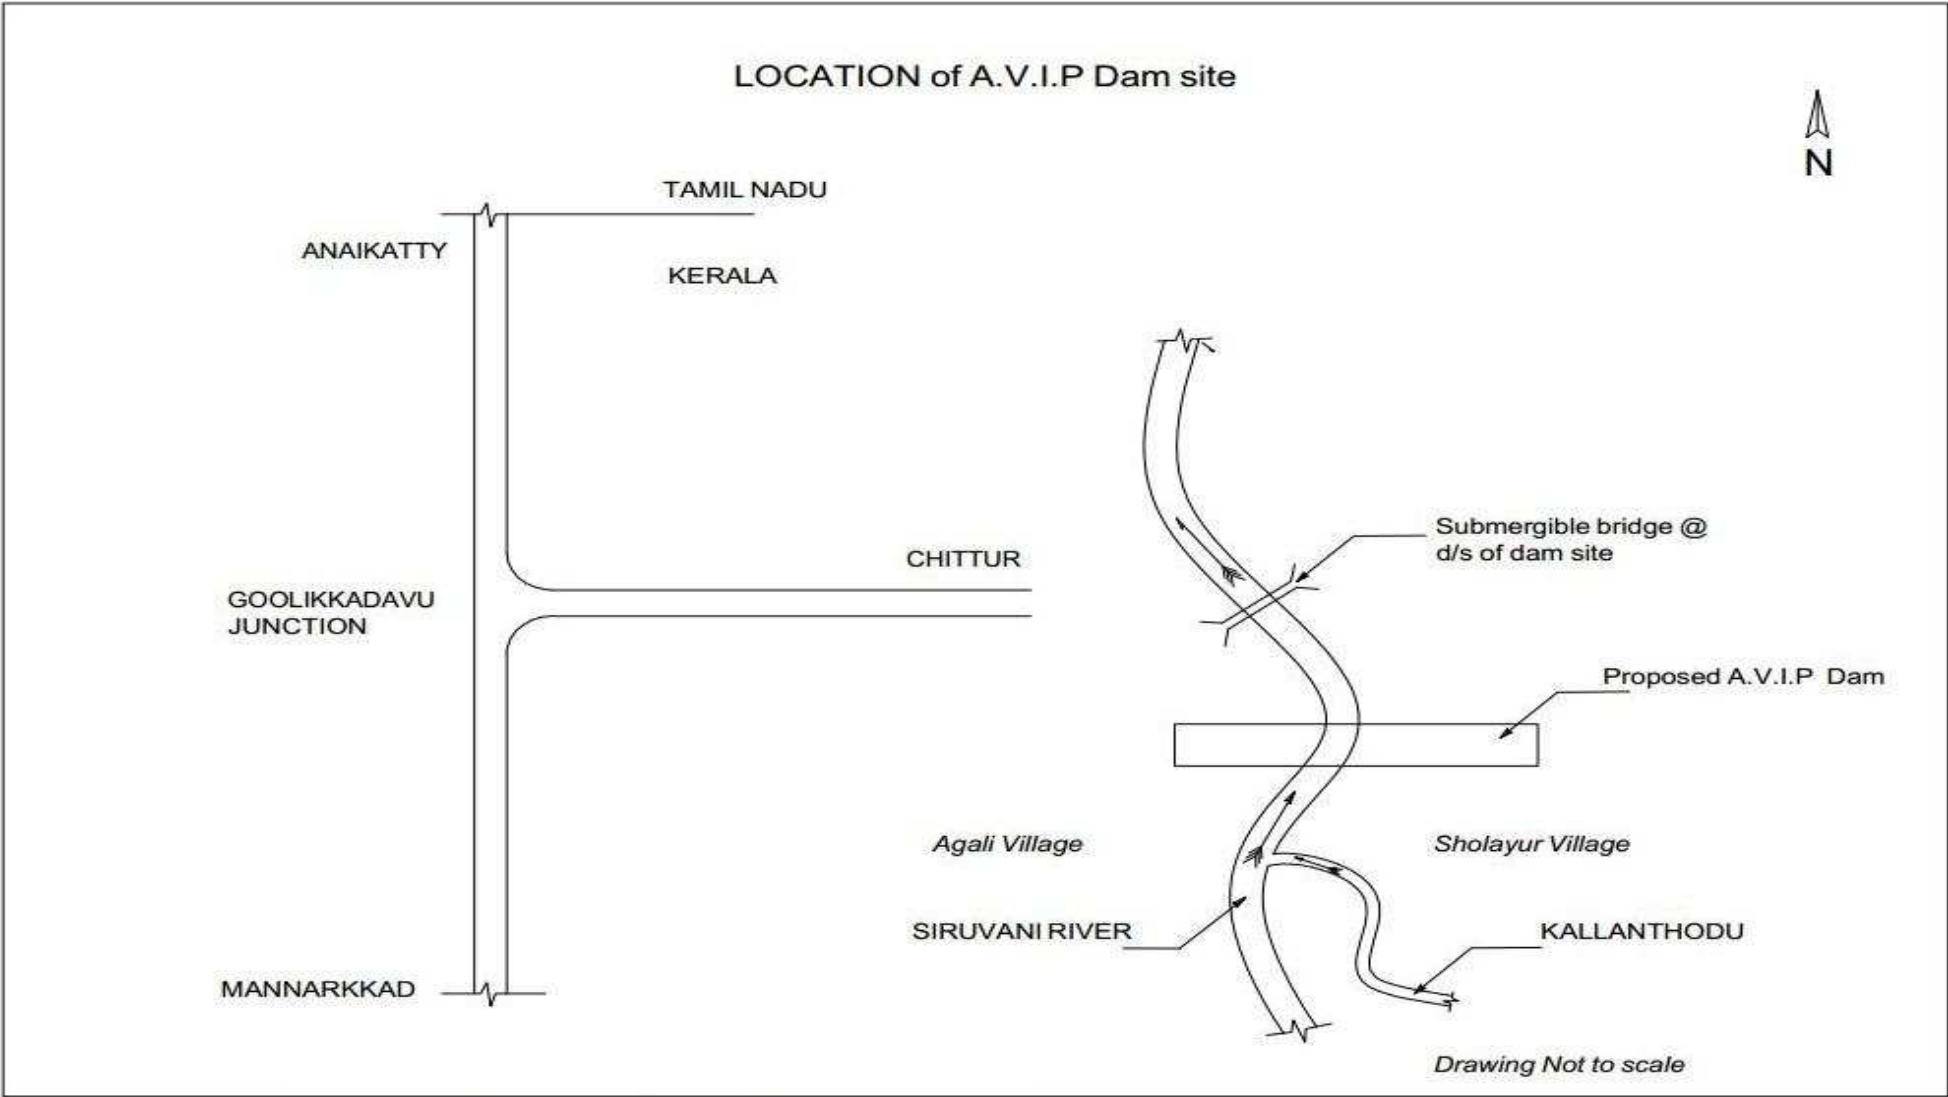 LOCATION of A.V.I.P Dam site
N
TAMIL NADU
ANAIKATTY
KERALA
Submergible bridge @
d/s of dam site
CHITTUR
GOOLIKKADAVU
JUNCTION
Proposed A.V.I.P Dam
Agali Village
Sholayur Village
SIRUVANI RIVER
KALLANTHODU
MANNARKKAD
Drawing Not to scale